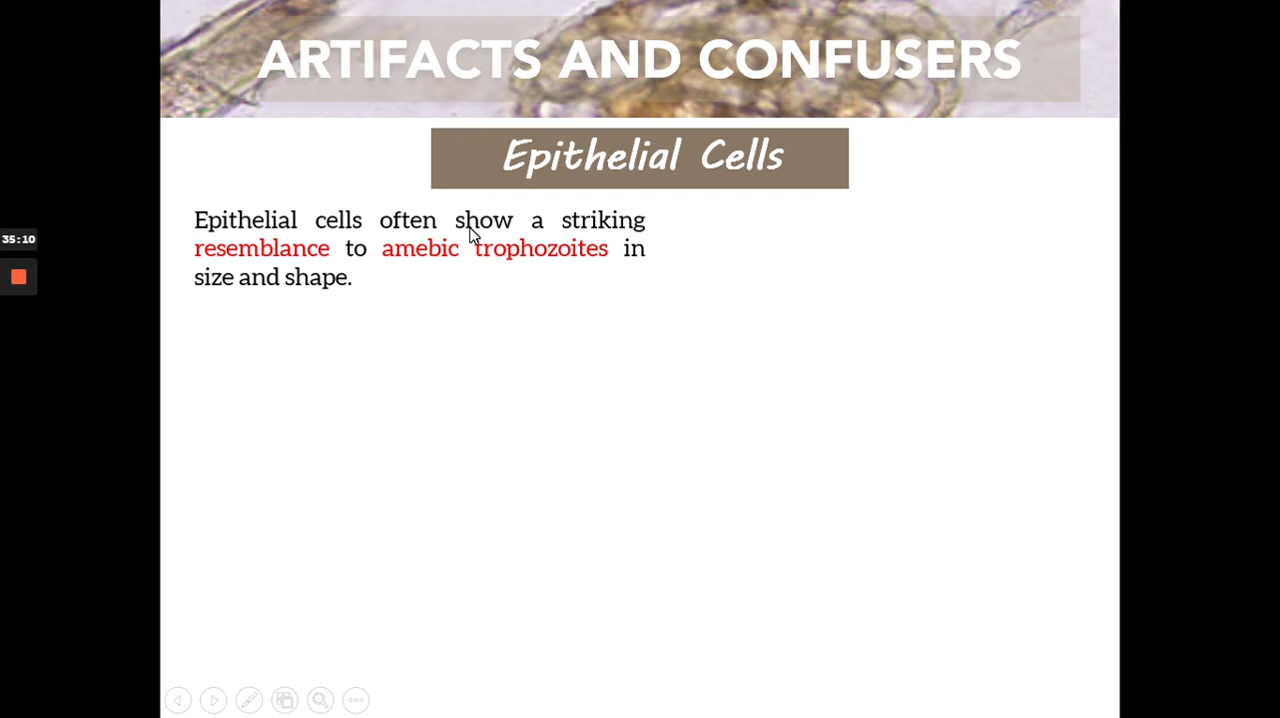 ARTIFACTS AND CONFUSERS
Epithelial Cells
Epithelial cells often show a striking
resemblance to amebic trophozoites in
size and shape.
35:10